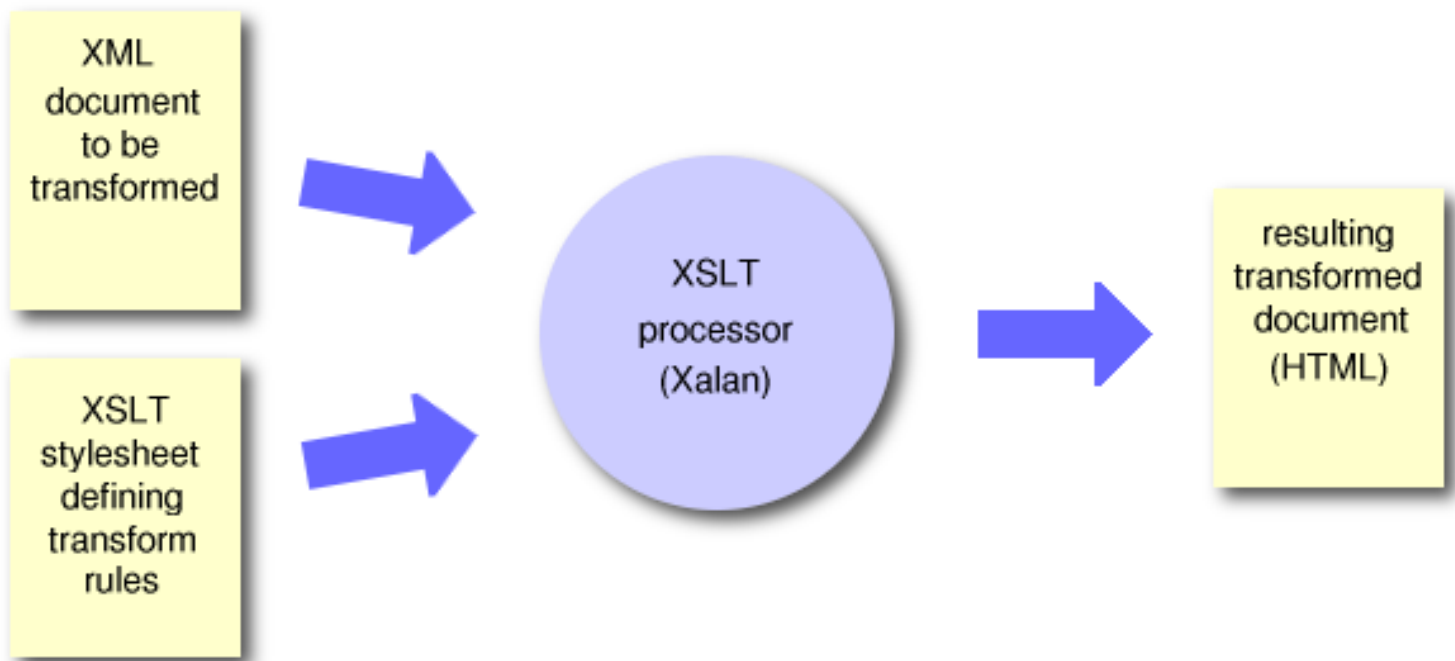 XML
document
to be
transformed
XSLT
stylesheet
defining
transform
rules
XSLT
processor
(Xalan)
resulting
transformed
document
(HTML)